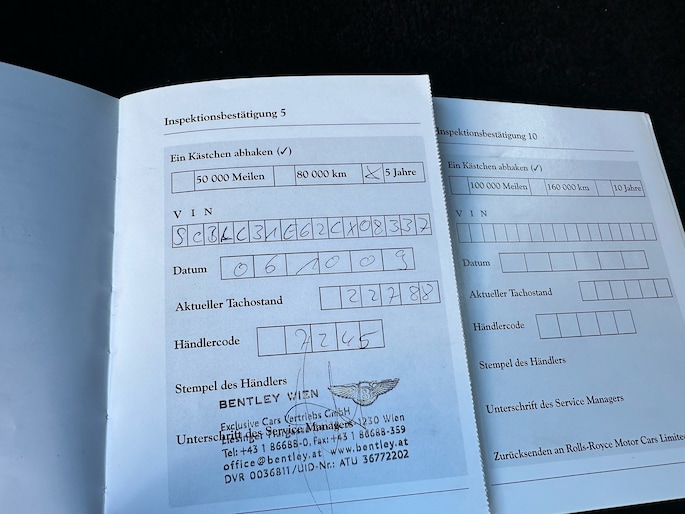 Inspektionsbestätigung 5
Ein Kästchen abhaken (✓)
50 000 Meilen 80 000 km X 5 Jahre
V I N
SCBLC31E62CX08337
Datum 061009
Aktueller Tachostand 22788
Händlercode 7245
Stempel des Händlers
BENTLEY WIEN
Exclusive Cars Vertriebs GmbH
1230 Wien
Unterschrift des Service Managers
Tel: +43 1 86688-0, Fax: +43 1 86688-359
office@bentley.at www.bentley.at
DVR 0036811/UID-Nr.: ATU 36772202
Inspektionsbestätigung 10
Ein Kästchen abhaken (✓)
100 000 Meilen 160 000 km 10 Jahre
V I N
Datum
Aktueller Tachostand
Händlercode
Stempel des Händlers
Unterschrift des Service Managers
Zurücksenden an Rolls-Royce Motor Cars Limite